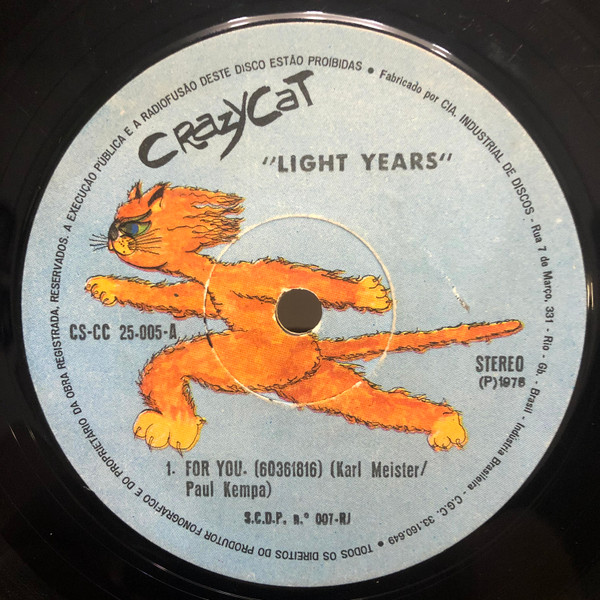 CRAZYCAT
"LIGHT YEARS"
CS-CC 25.005-A
STEREO
(P)1976
1. FOR YOU. (60361816) (Karl Meister/
Paul Kempa)
S.C.D.P. n.º 007-RJ
TODOS OS DIREITOS DO PRODUTOR FONOGRÁFICO E DO PROPRIETÁRIO DA OBRA REGISTRADA, RESERVADOS. A EXECUÇÃO PÚBLICA E A RADIOFUSÃO DESTE DISCO ESTÃO PROIBIDAS • Fabricado por CIA. INDUSTRIAL DE DISCOS - Rua 7 de Março, 331 - Rio - Gb. - Brasil - Indústria Brasileira - C.G.C. 33.160.649 •